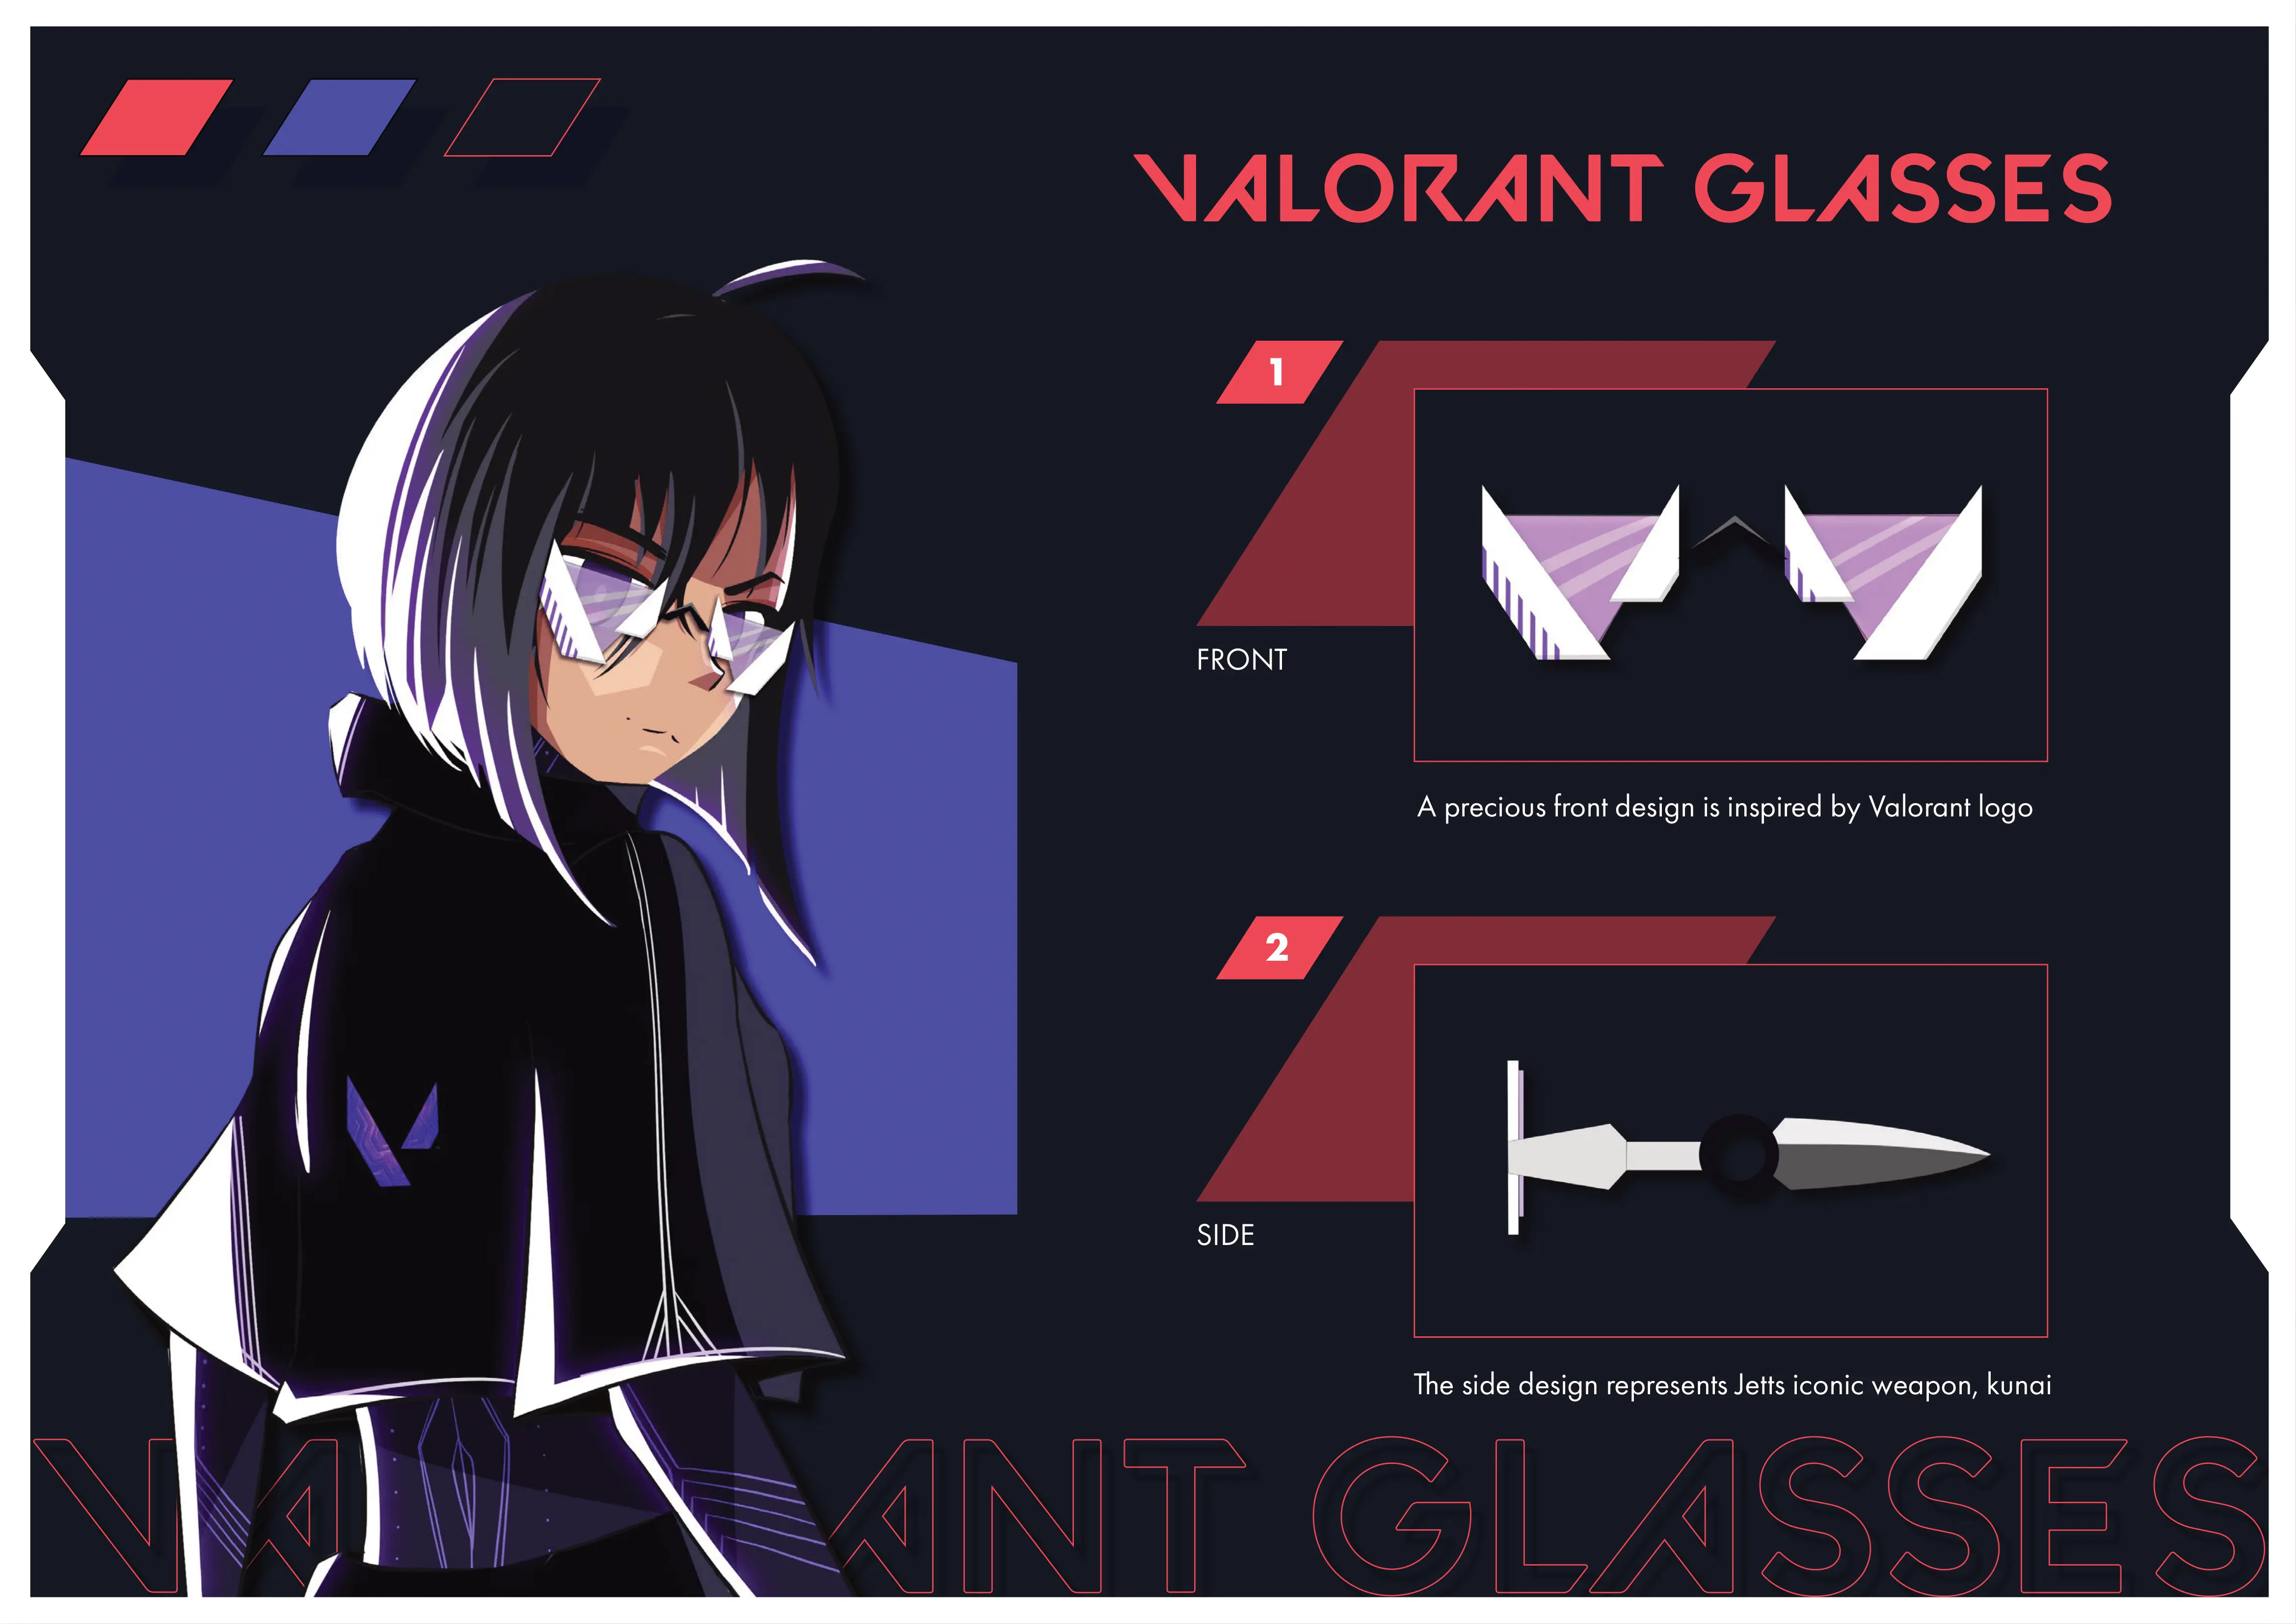 VALORANT GLASSES
1
FRONT
A precious front design is inspired by Valorant logo
2
SIDE
The side design represents Jetts iconic weapon, kunai
VA ANT GLASSES